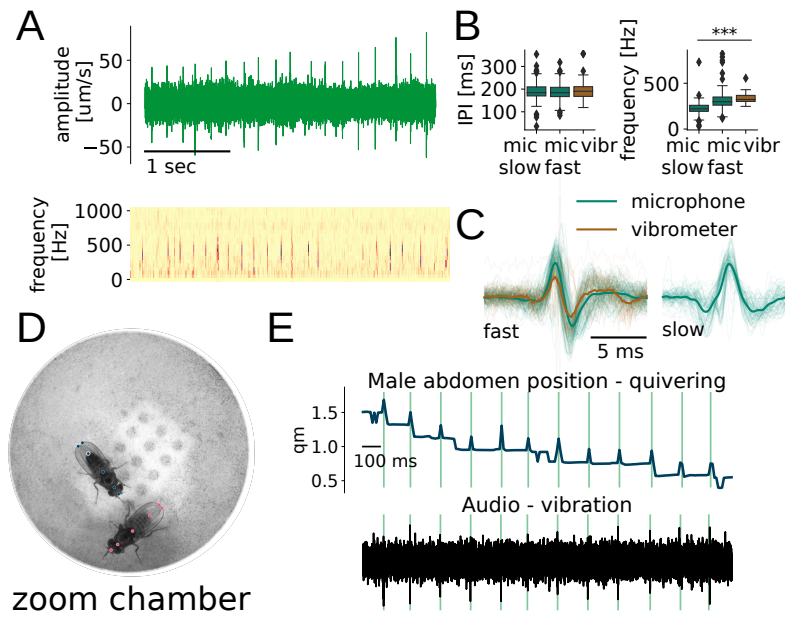 A
amplitude
[um/s]
50
0
−50
1 sec
frequency
[Hz]
1000
500
0
B
IPI [ms]
300
200
100
mic mic vibr
slow fast
frequency [Hz]
500
0
***
mic mic vibr
slow fast
C
microphone
vibrometer
fast
5 ms
slow
D
zoom chamber
E
Male abdomen position - quivering
qm
1.5
1.0
0.5
100 ms
Audio - vibration